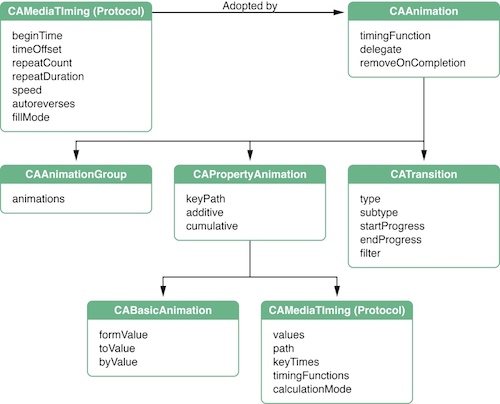 CAMediaTIming (Protocol)
beginTime
timeOffset
repeatCount
repeatDuration
speed
autoreverses
fillMode
Adopted by
CAAnimation
timingFunction
delegate
removeOnCompletion
CAAnimationGroup
animations
CAPropertyAnimation
keyPath
additive
cumulative
CATransition
type
subtype
startProgress
endProgress
filter
CABasicAnimation
formValue
toValue
byValue
CAMediaTIming (Protocol)
values
path
keyTimes
timingFunctions
calculationMode